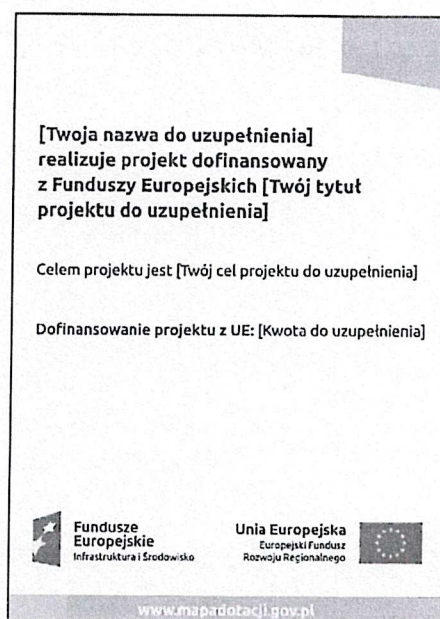 [Twoja nazwa do uzupełnienia]
realizuje projekt dofinansowany
z Funduszy Europejskich [Twój tytuł
projektu do uzupełnienia]
Celem projektu jest [Twój cel projektu do uzupełnienia]
Dofinansowanie projektu z UE: [Kwota do uzupełnienia]
Fundusze
Europejskie
Infrastruktura i Środowisko
Unia Europejska
Europejski Fundusz
Rozwoju Regionalnego
www.mapadotacji.gov.pl